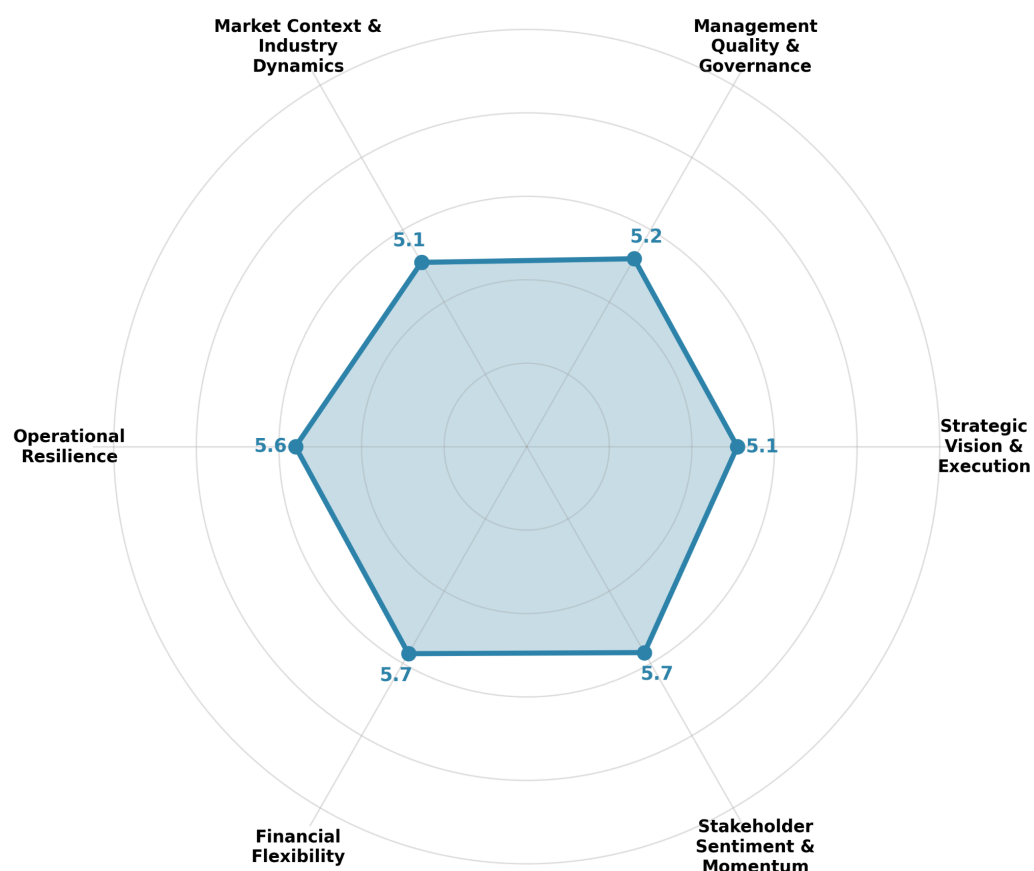 Market Context &
Industry
Dynamics
Management
Quality &
Governance
5.1
5.2
Operational
Resilience
5.6
5.1
Strategic
Vision &
Execution
5.7
5.7
Financial
Flexibility
Stakeholder
Sentiment &
Momentum